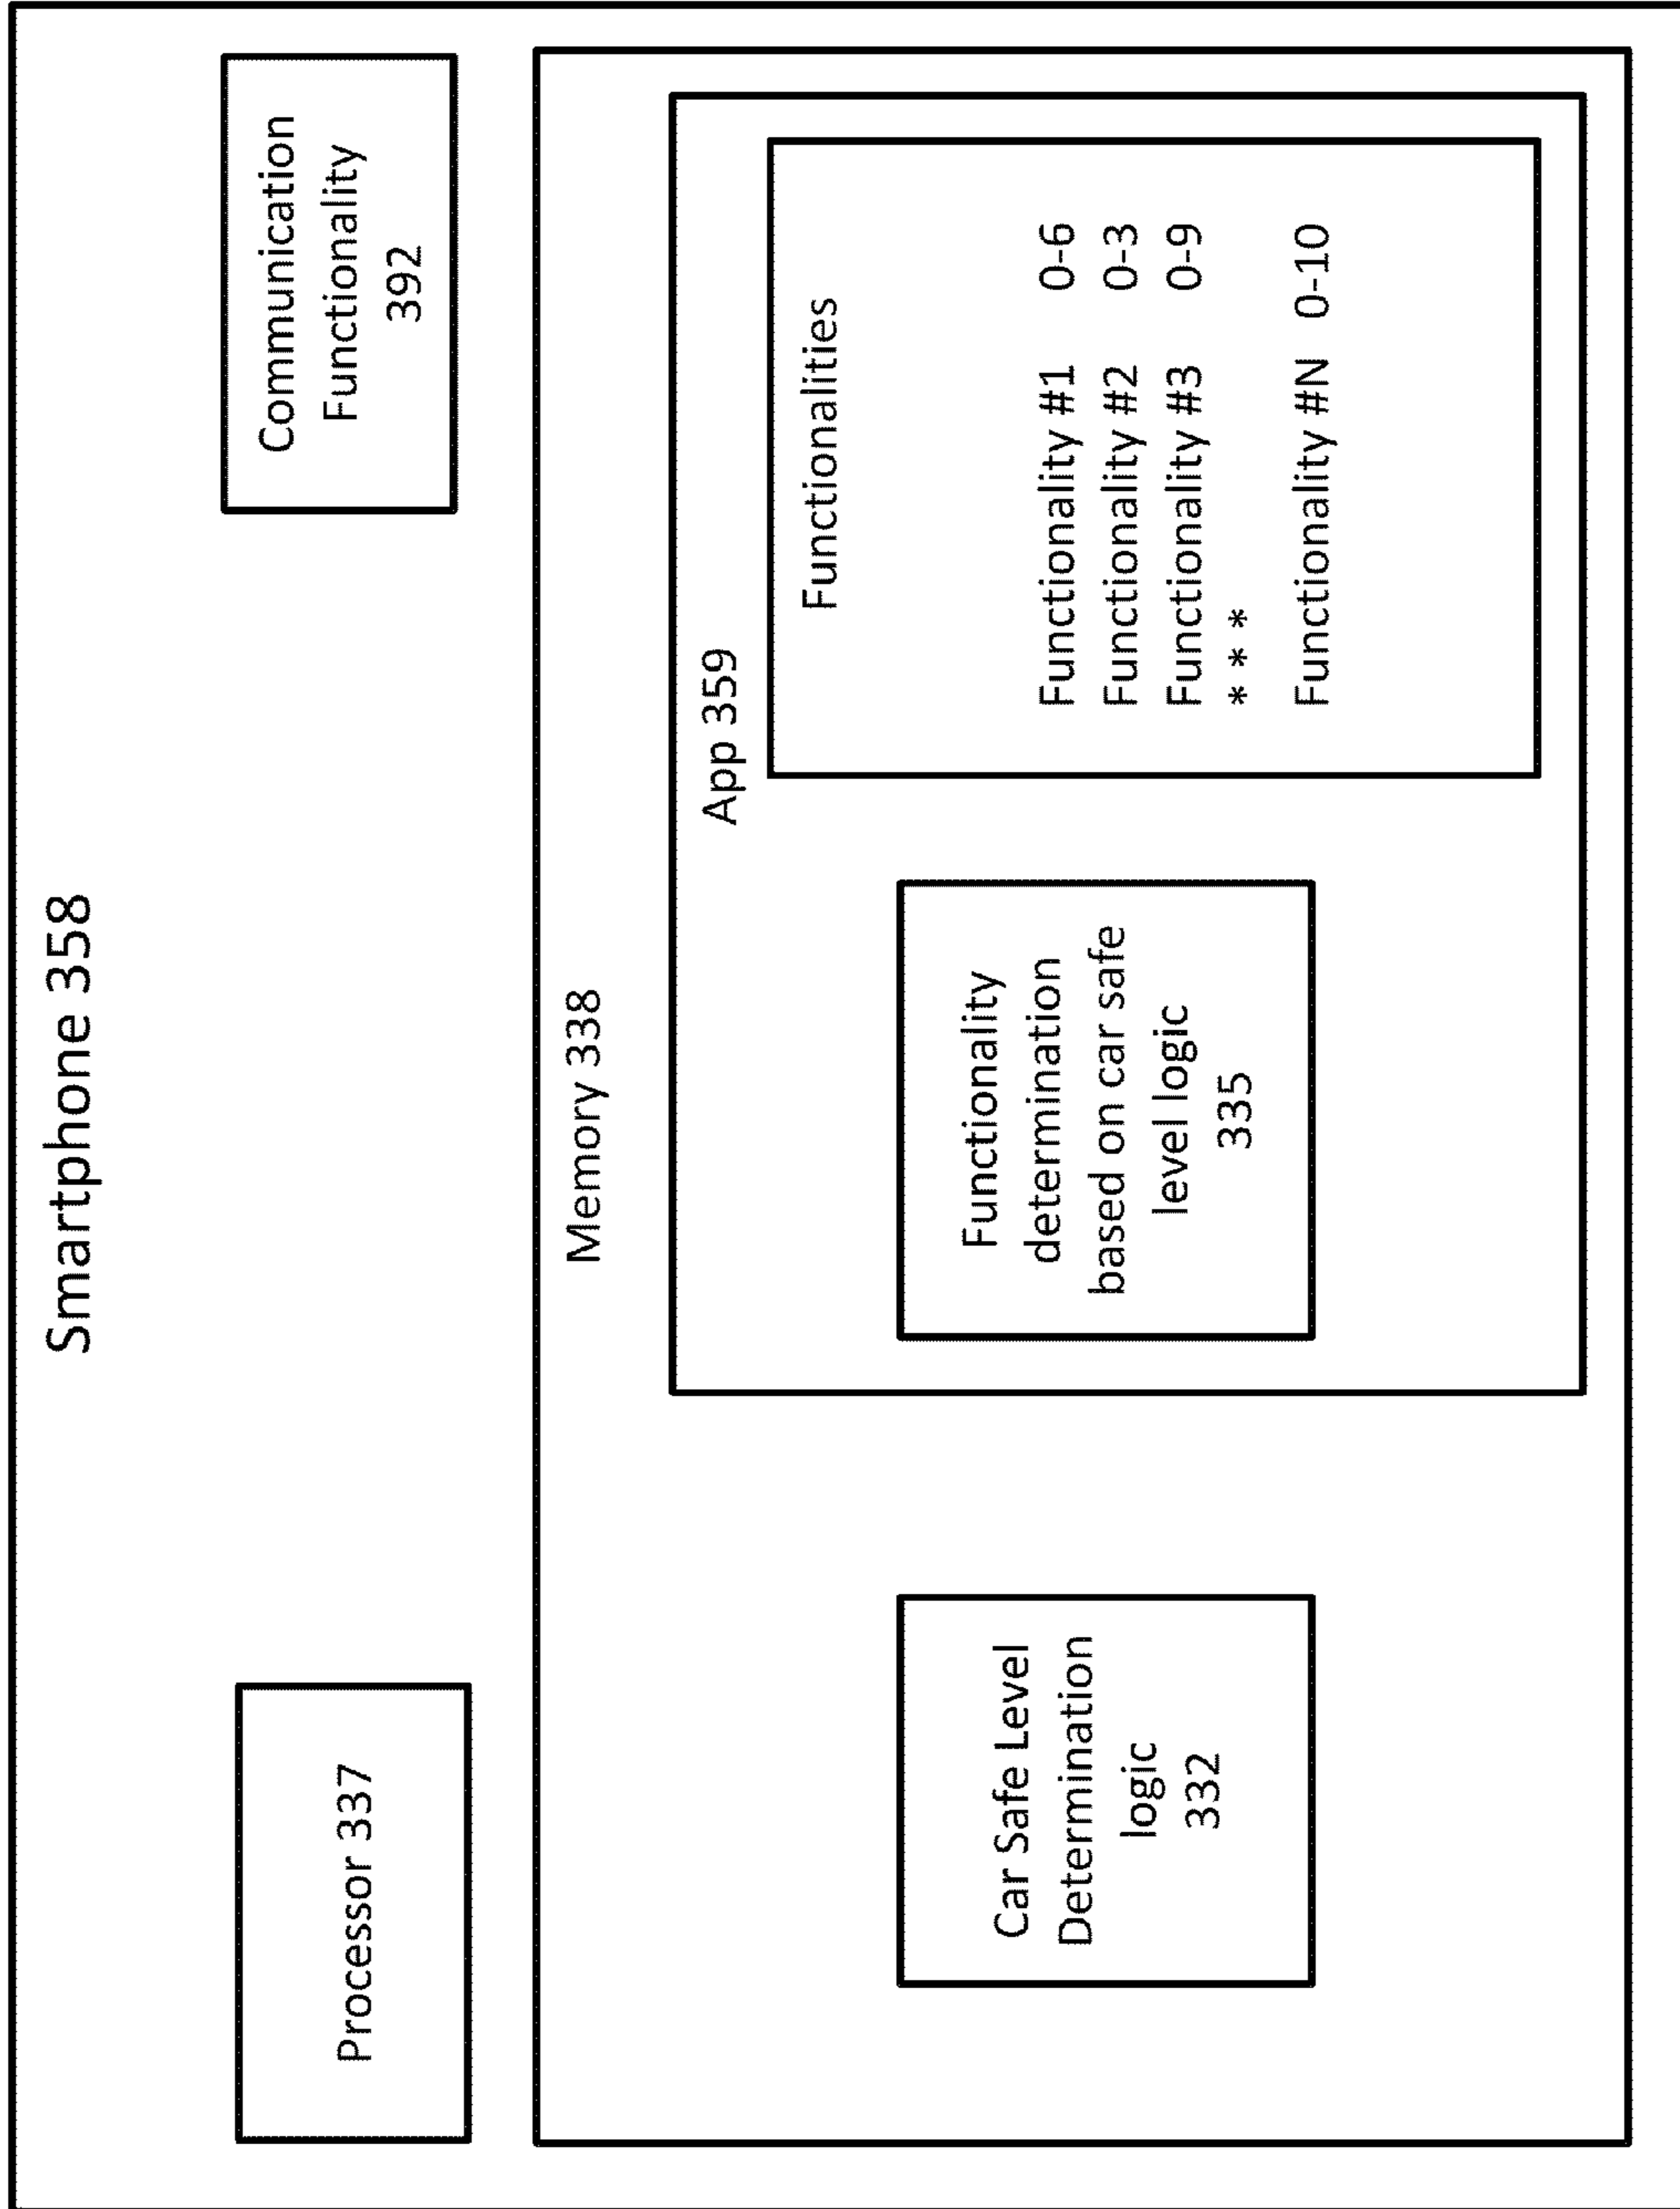 Smartphone 358
Processor 337
Communication
Functionality
392
Memory 338
App 359
Car Safe Level
Determination
logic
332
Functionality
determination
based on car safe
level logic
335
Functionalities
Functionality #1 0-6
Functionality #2 0-3
Functionality #3 0-9
* * *
Functionality #N 0-10